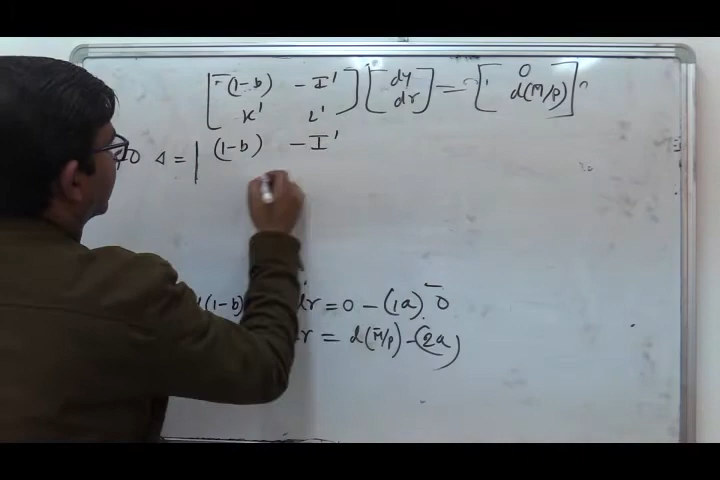 [(1-b) -I'] [dy] = [0]
[k' L'] [dr] [d(M̄/p)]
Δ = | (1-b) -I'
(1-b) dr = 0 - (1a) 0
= d(M̄/p) - (2a)